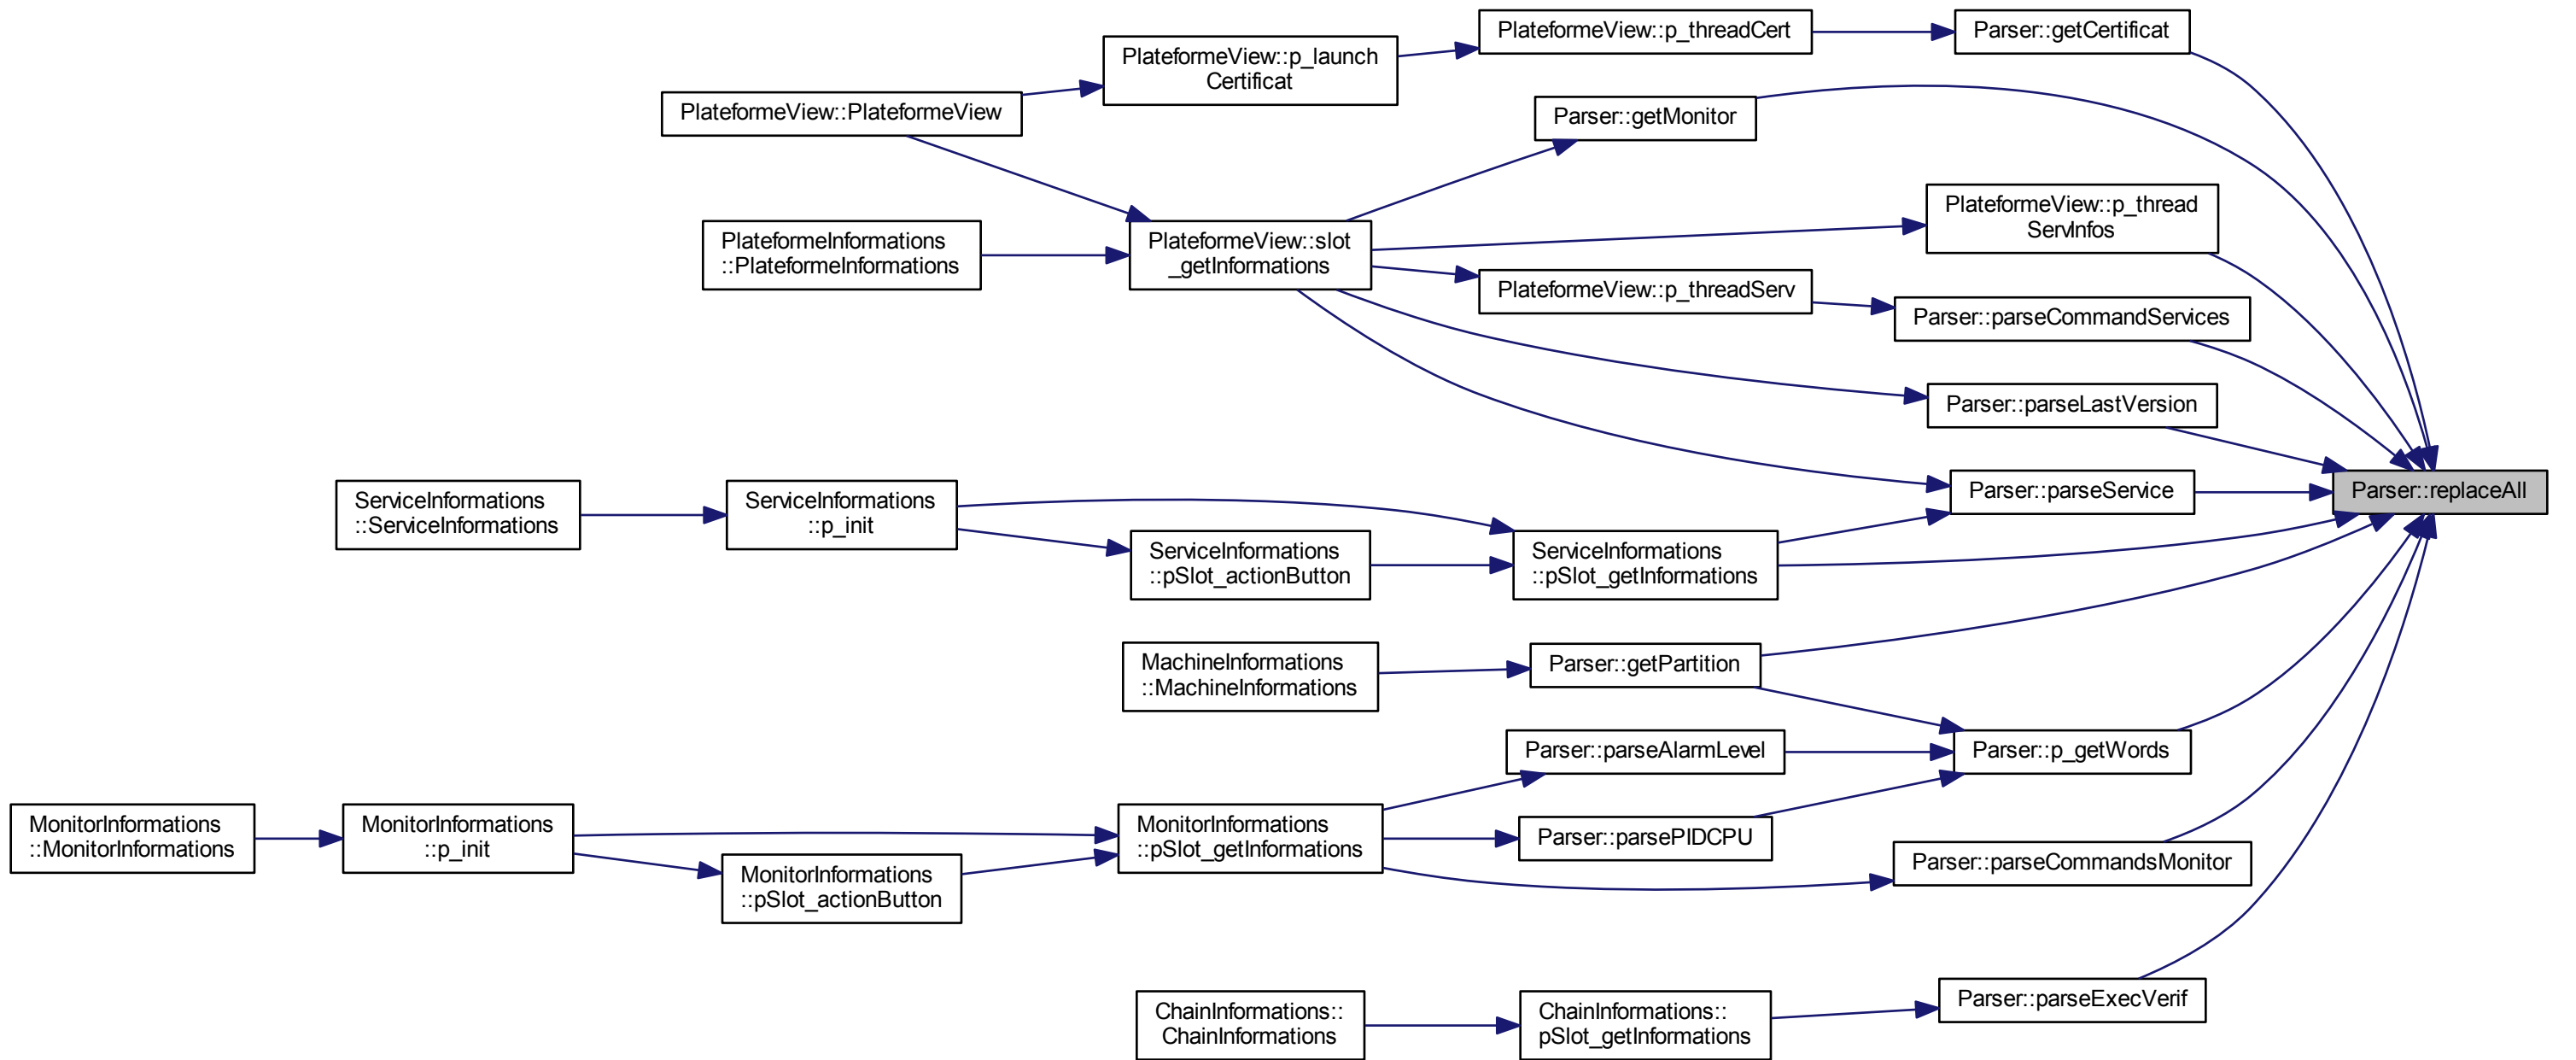 PlateformeView::p_threadCert
Parser::getCertificat
PlateformeView::p_launch
Certificat
PlateformeView::PlateformeView
Parser::getMonitor
PlateformeView::p_thread
ServInfos
PlateformeInformations
::PlateformeInformations
PlateformeView::slot
_getInformations
PlateformeView::p_threadServ
Parser::parseCommandServices
Parser::parseLastVersion
Parser::replaceAll
Parser::parseService
ServiceInformations
::ServiceInformations
ServiceInformations
::p_init
ServiceInformations
::pSlot_actionButton
ServiceInformations
::pSlot_getInformations
MachineInformations
::MachineInformations
Parser::getPartition
Parser::parseAlarmLevel
Parser::p_getWords
MonitorInformations
::MonitorInformations
MonitorInformations
::p_init
MonitorInformations
::pSlot_getInformations
Parser::parsePIDCPU
MonitorInformations
::pSlot_actionButton
Parser::parseCommandsMonitor
Parser::parseExecVerif
ChainInformations::
ChainInformations
ChainInformations::
pSlot_getInformations